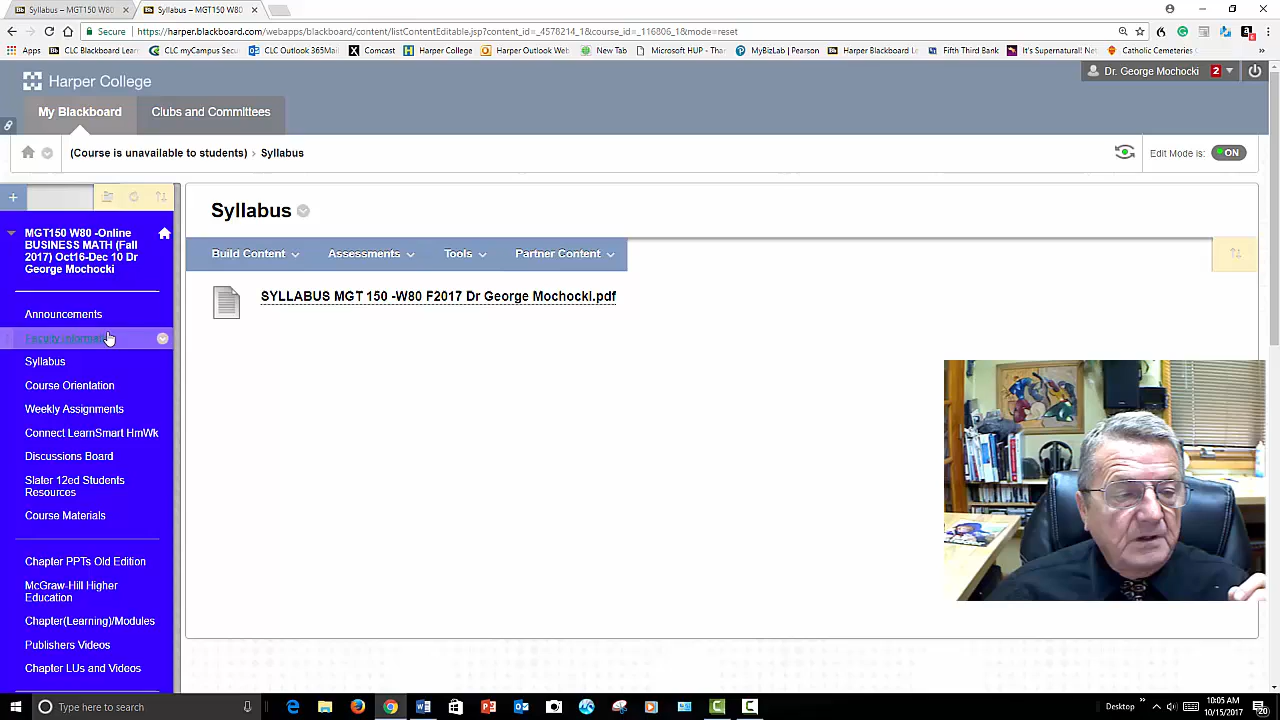 Syllabus – MGT150 W80
Syllabus – MGT150 W80
Secure
https://harper.blackboard.com/webapps/blackboard/content/listContentEditable.jsp?content_id=_4578214_1&course_id=_116806_1&mode=reset
Apps CLC Blackboard Lear CLC myCampus Secu CLC Outlook 365Mail Comcast Harper College Harper Outlook Web New Tab Microsoft HUP - Thar MyBizLab | Pearson Harper Blackboard Le Fifth Third Bank It's Supernatural! Net Catholic Cemeteries
Harper College
Dr. George Mochocki 2
My Blackboard Clubs and Committees
(Course is unavailable to students) > Syllabus
Edit Mode is: ON
MGT150 W80 -Online
BUSINESS MATH (Fall
2017) Oct16-Dec 10 Dr
George Mochocki
Announcements
Syllabus
Course Orientation
Weekly Assignments
Connect LearnSmart HmWk
Discussions Board
Slater 12ed Students
Resources
Course Materials
Chapter PPTs Old Edition
McGraw-Hill Higher
Education
Chapter(Learning)/Modules
Publishers Videos
Chapter LUs and Videos
Syllabus
Build Content Assessments Tools Partner Content
SYLLABUS MGT 150 -W80 F2017 Dr George Mochocki.pdf
Type here to search
Desktop
10:05 AM
10/15/2017
20